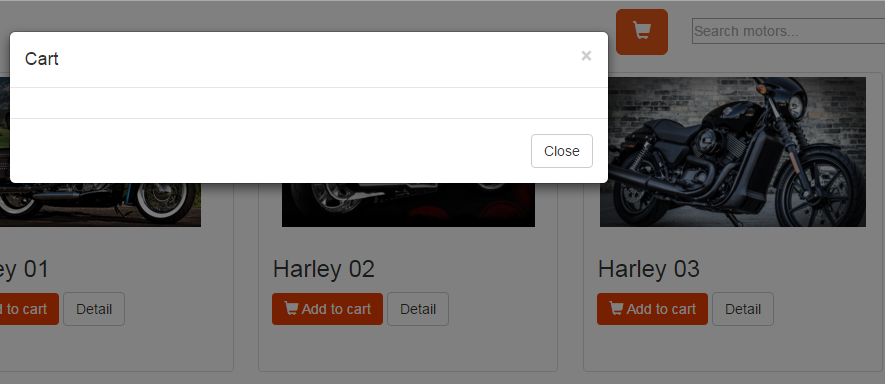 Search motors...
Cart
×
Close
ey 01
Harley 02
Harley 03
d to cart
Detail
Add to cart
Detail
Add to cart
Detail